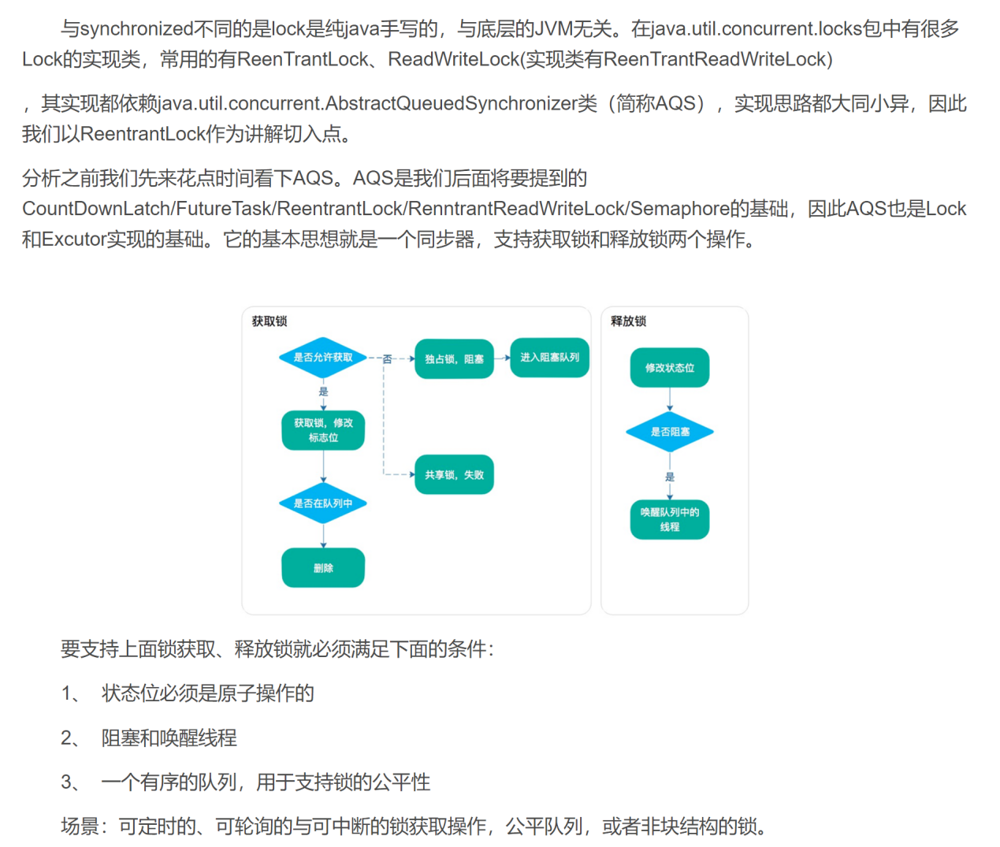 与synchronized不同的是lock是纯java手写的，与底层的JVM无关。在java.util.concurrent.locks包中有很多
Lock的实现类，常用的有ReenTrantLock、ReadWriteLock(实现类有ReenTrantReadWriteLock)
，其实现都依赖java.util.concurrent.AbstractQueuedSynchronizer类（简称AQS），实现思路都大同小异，因此
我们以ReentrantLock作为讲解切入点。
分析之前我们先来花点时间看下AQS。AQS是我们后面将要提到的
CountDownLatch/FutureTask/ReentrantLock/RenntrantReadWriteLock/Semaphore的基础，因此AQS也是Lock
和Excutor实现的基础。它的基本思想就是一个同步器，支持获取锁和释放锁两个操作。
获取锁
是否允许获取
否
独占锁，阻塞
进入阻塞队列
是
获取锁，修改
标志位
共享锁，失败
是否在队列中
删除
释放锁
修改状态位
是否阻塞
是
唤醒队列中的
线程
要支持上面锁获取、释放锁就必须满足下面的条件：
1、 状态位必须是原子操作的
2、 阻塞和唤醒线程
3、 一个有序的队列，用于支持锁的公平性
场景：可定时的、可轮询的与可中断的锁获取操作，公平队列，或者非块结构的锁。